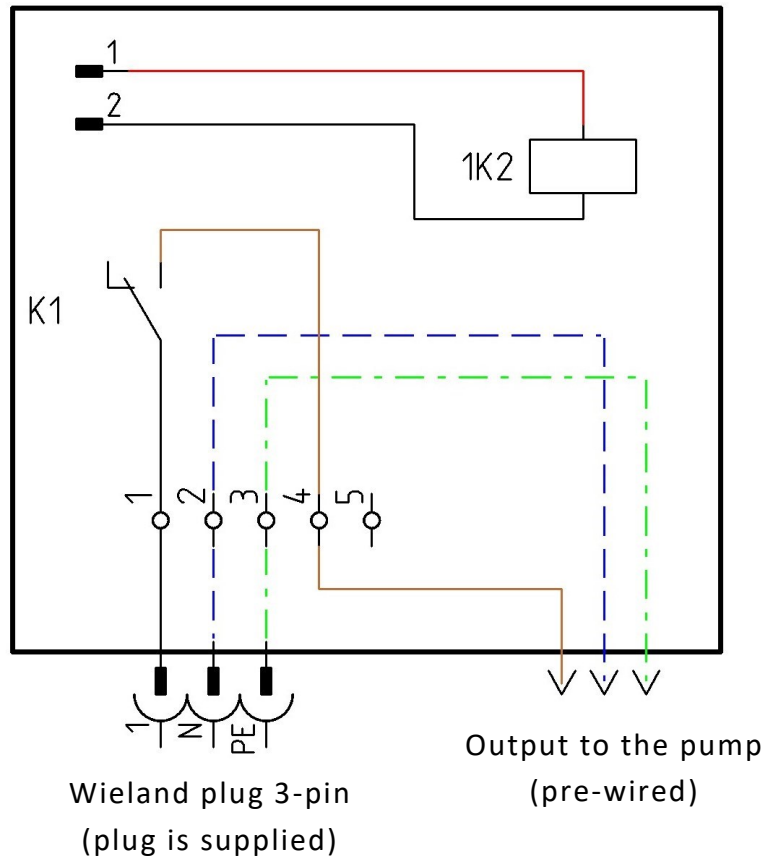 1
2
1K2
K1
1 2 3 4 5
1 N PE
Wieland plug 3-pin
(plug is supplied)
Output to the pump
(pre-wired)